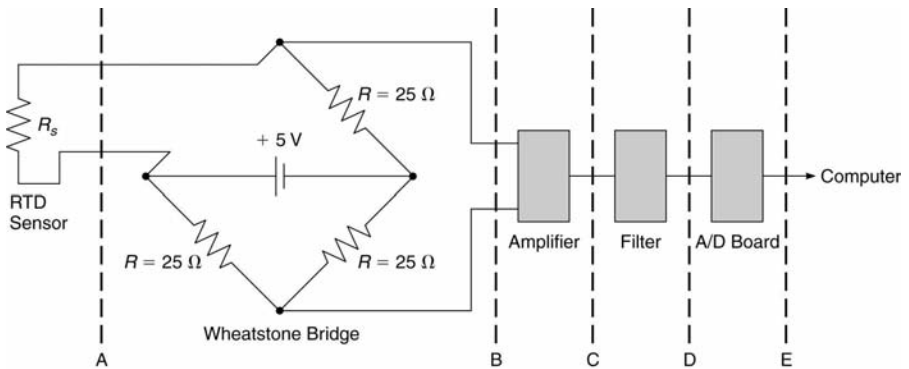 R = 25 Ω
Rs
+ 5 V
RTD
Sensor
Computer
Amplifier
Filter
A/D Board
R = 25 Ω
R = 25 Ω
Wheatstone Bridge
A
B
C
D
E